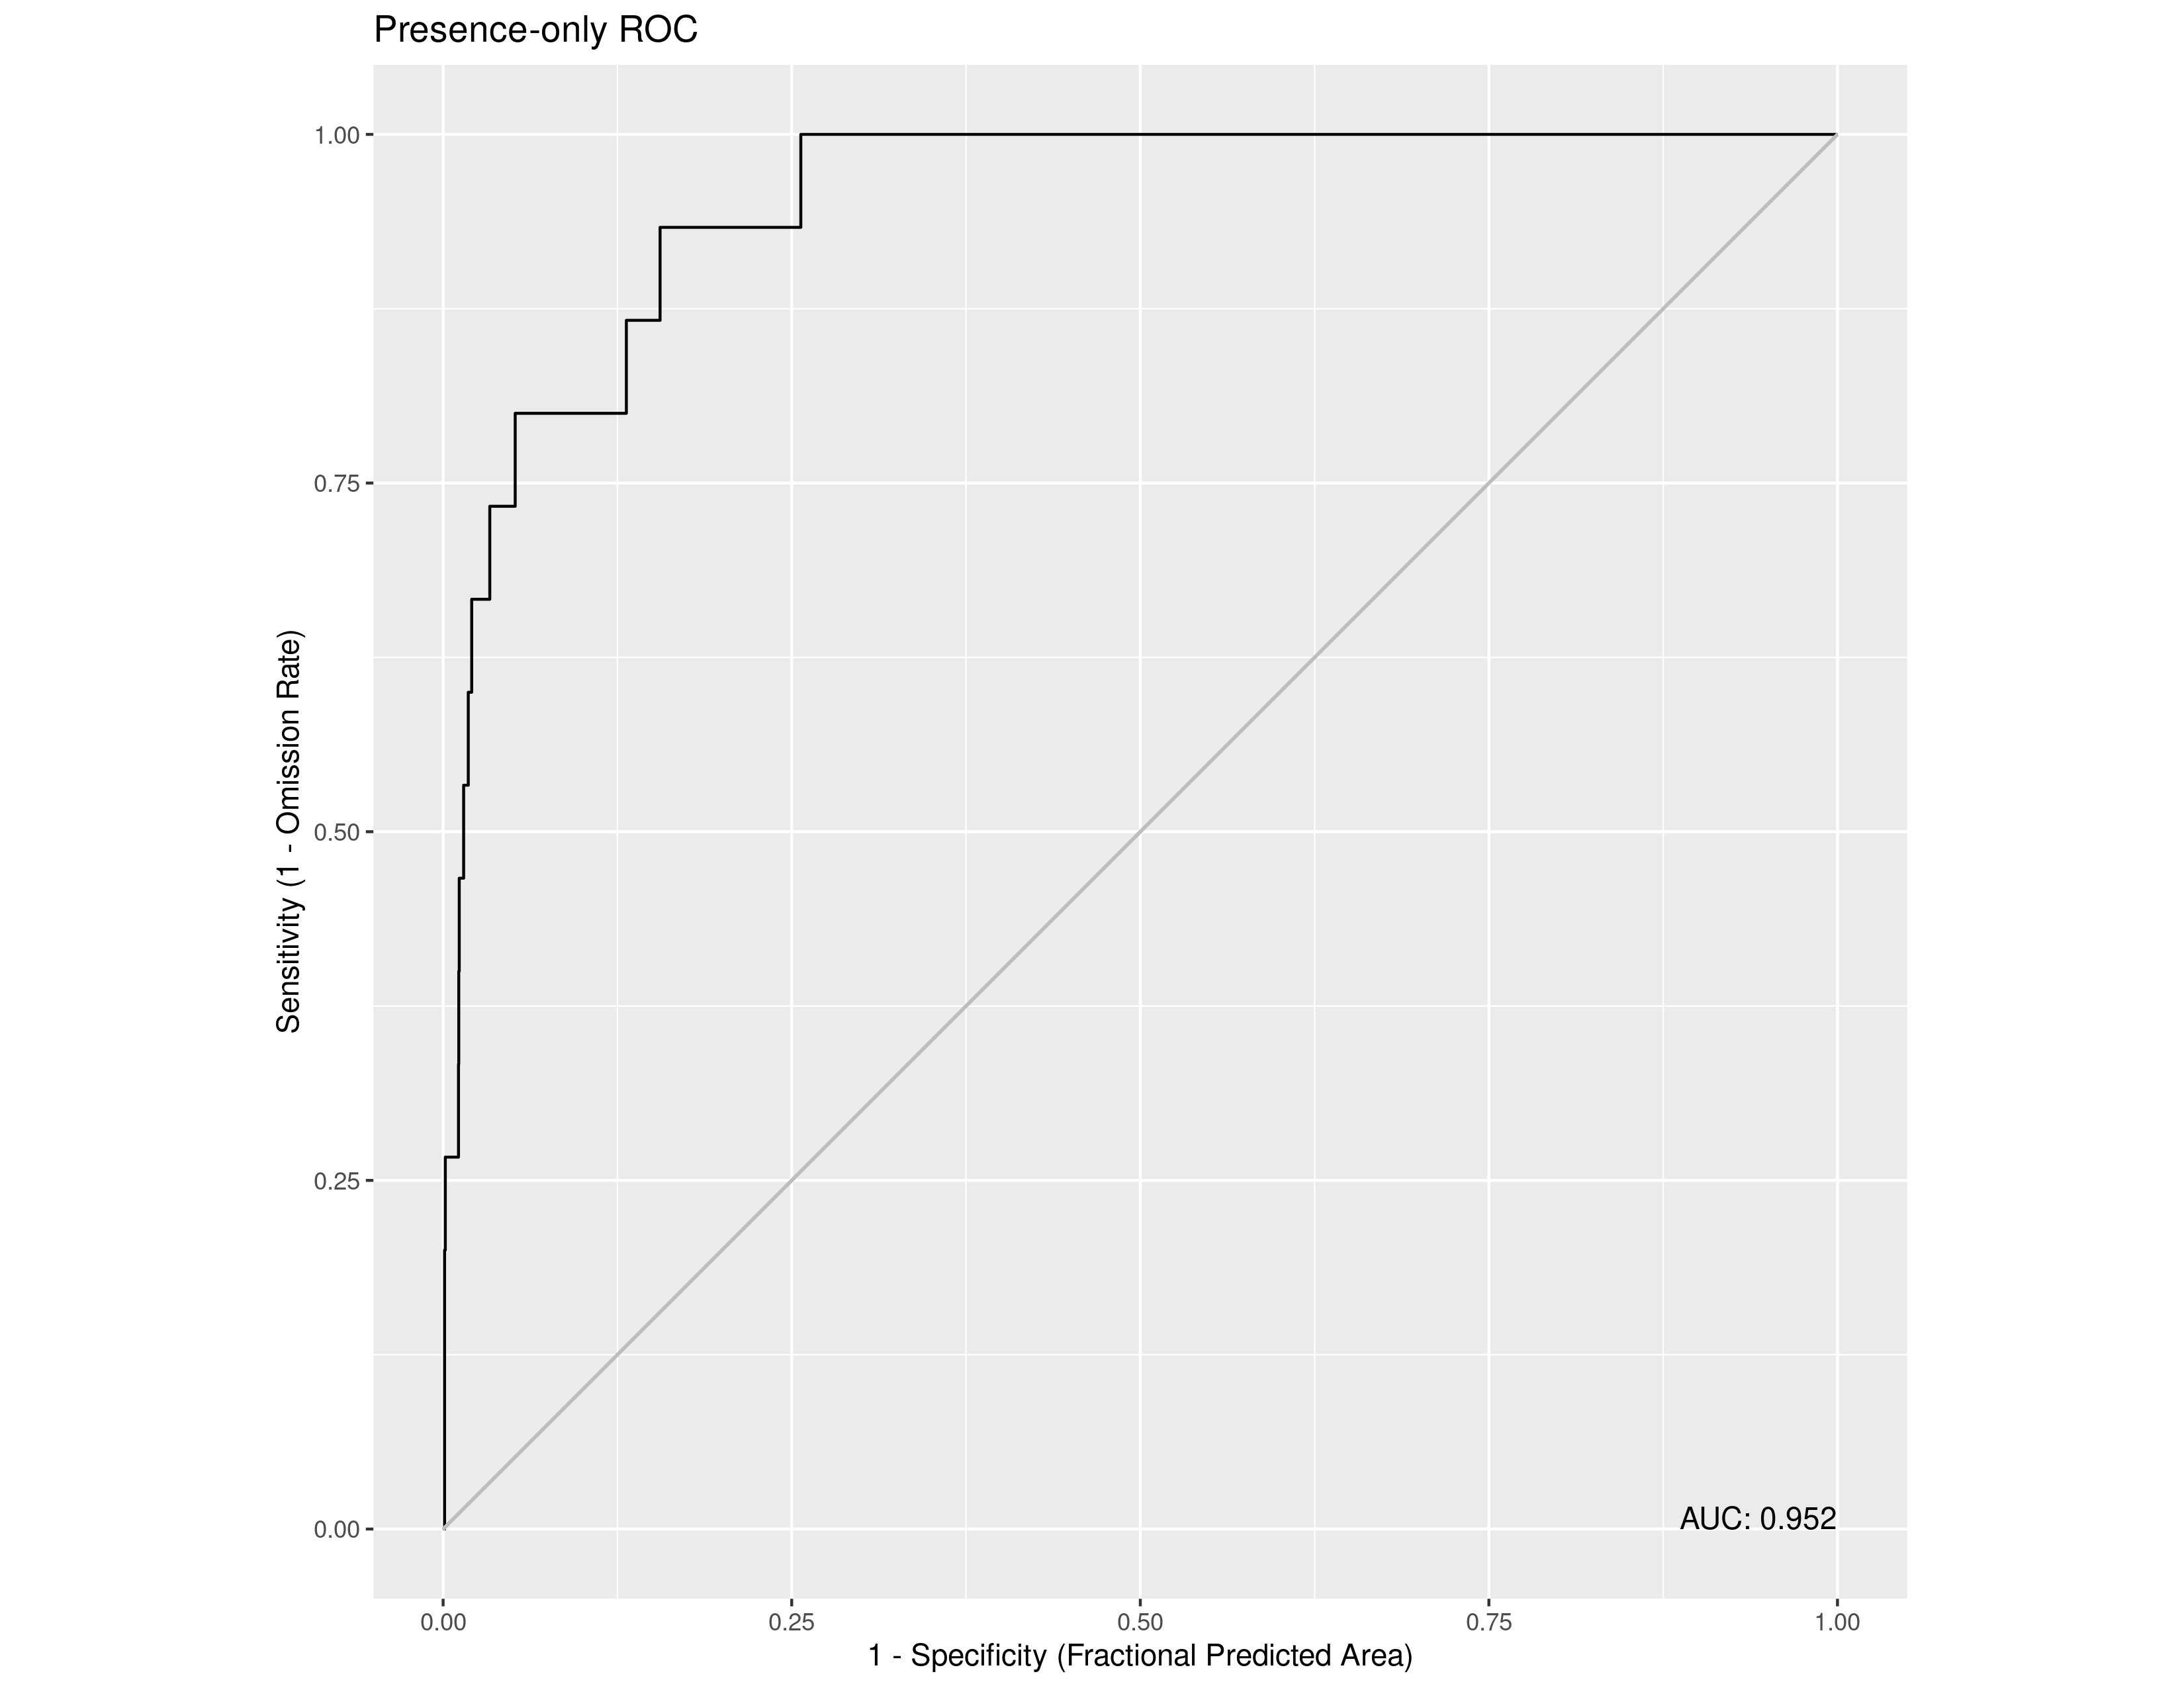 Presence-only ROC
Sensitivity (1 - Omission Rate)
1.00
0.75
0.50
0.25
0.00
AUC: 0.952
0.00 0.25 0.50 0.75 1.00
1 - Specificity (Fractional Predicted Area)